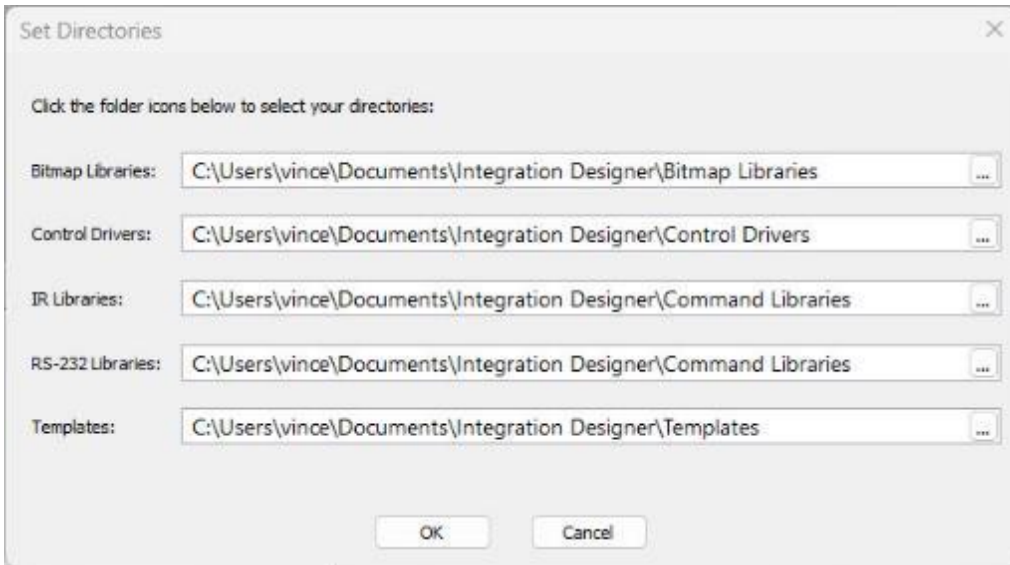 Set Directories
Click the folder icons below to select your directories:
Bitmap Libraries: C:\Users\vince\Documents\Integration Designer\Bitmap Libraries ...
Control Drivers: C:\Users\vince\Documents\Integration Designer\Control Drivers ...
IR Libraries: C:\Users\vince\Documents\Integration Designer\Command Libraries ...
RS-232 Libraries: C:\Users\vince\Documents\Integration Designer\Command Libraries ...
Templates: C:\Users\vince\Documents\Integration Designer\Templates ...
OK Cancel